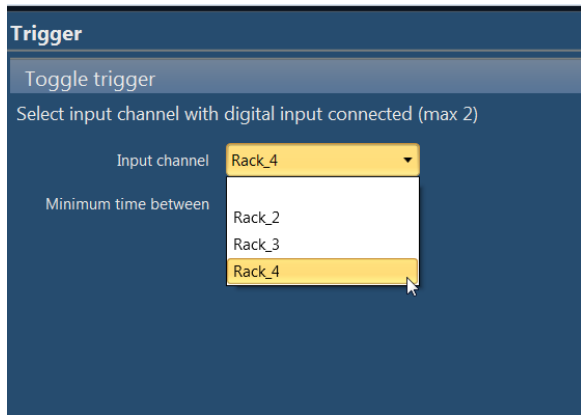 Trigger
Toggle trigger
Select input channel with digital input connected (max 2)
Input channel Rack_4
Minimum time between
Rack_2
Rack_3
Rack_4